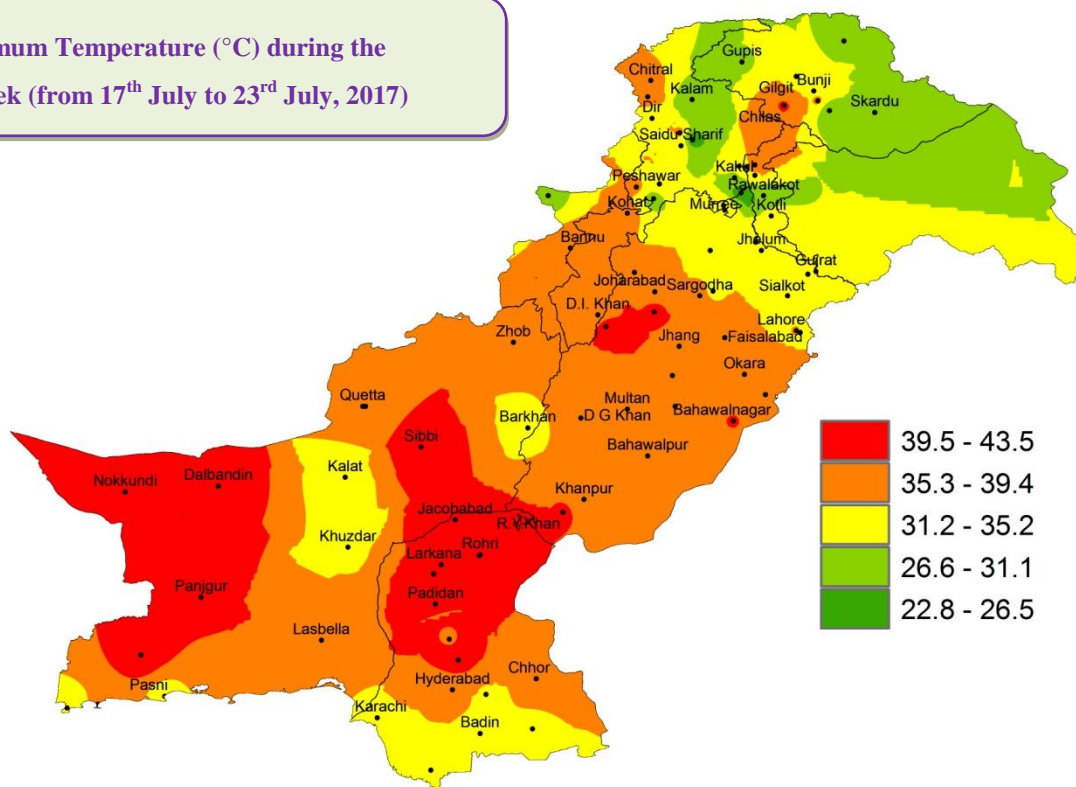 mum Temperature (°C) during the
ek (from 17th July to 23rd July, 2017)
Gupis
Chitral
Bunji
Gilgit
Kalam
Skardu
Dir
Chilas
Saidu Sharif
Kakul
Peshawar
Rawalakot
Kohat
Murree
Kotli
Bannu
Jhelum
Gujrat
Joharabad
Sargodha
Sialkot
D.I. Khan
Lahore
Zhob
Jhang
Faisalabad
Okara
Quetta
Multan
Barkhan
D G Khan
Bahawalnagar
Sibbi
Bahawalpur
39.5 - 43.5
Kalat
Nokkundi
Dalbandin
35.3 - 39.4
Khanpur
Jacobabad
R.Y.Khan
31.2 - 35.2
Khuzdar
Rohri
Larkana
26.6 - 31.1
Panjgur
Padidan
22.8 - 26.5
Lasbella
Chhor
Pasni
Hyderabad
Karachi
Badin